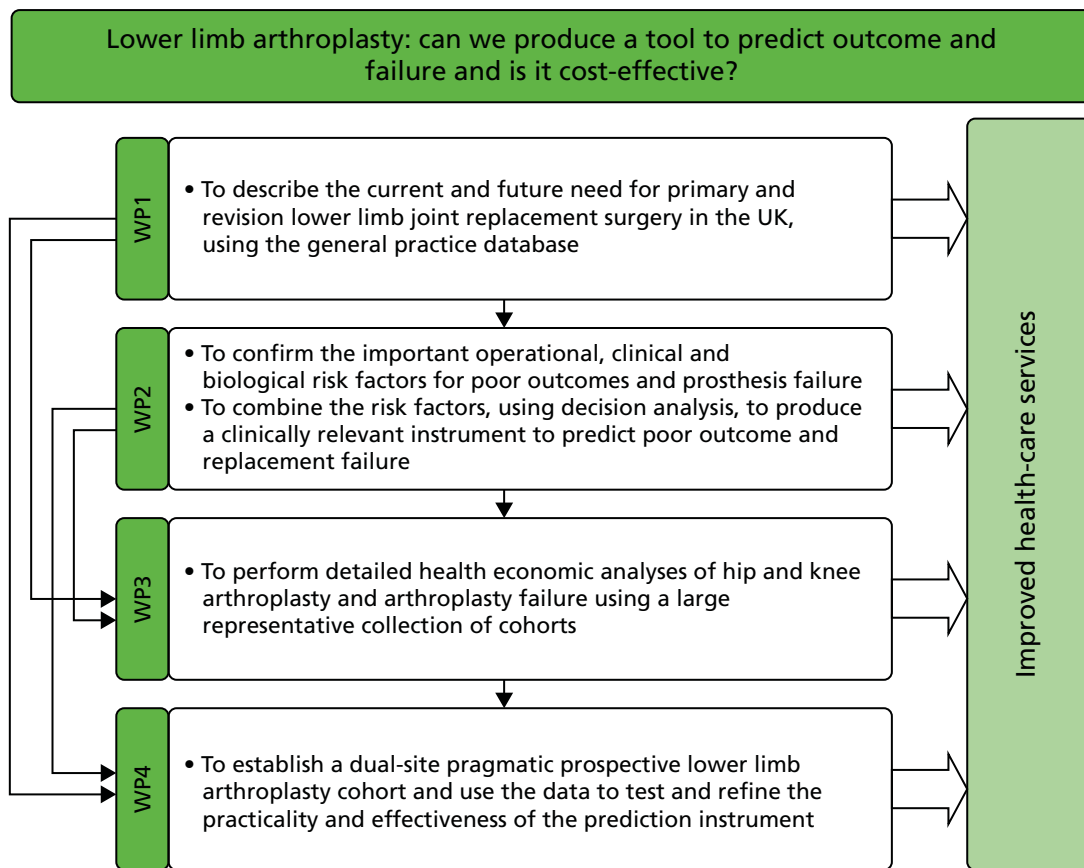 Lower limb arthroplasty: can we produce a tool to predict outcome and
failure and is it cost-effective?
WP1
• To describe the current and future need for primary and
revision lower limb joint replacement surgery in the UK,
using the general practice database
WP2
• To confirm the important operational, clinical and
biological risk factors for poor outcomes and prosthesis failure
• To combine the risk factors, using decision analysis, to produce
a clinically relevant instrument to predict poor outcome and
replacement failure
WP3
• To perform detailed health economic analyses of hip and knee
arthroplasty and arthroplasty failure using a large
representative collection of cohorts
WP4
• To establish a dual-site pragmatic prospective lower limb
arthroplasty cohort and use the data to test and refine the
practicality and effectiveness of the prediction instrument
Improved health-care services